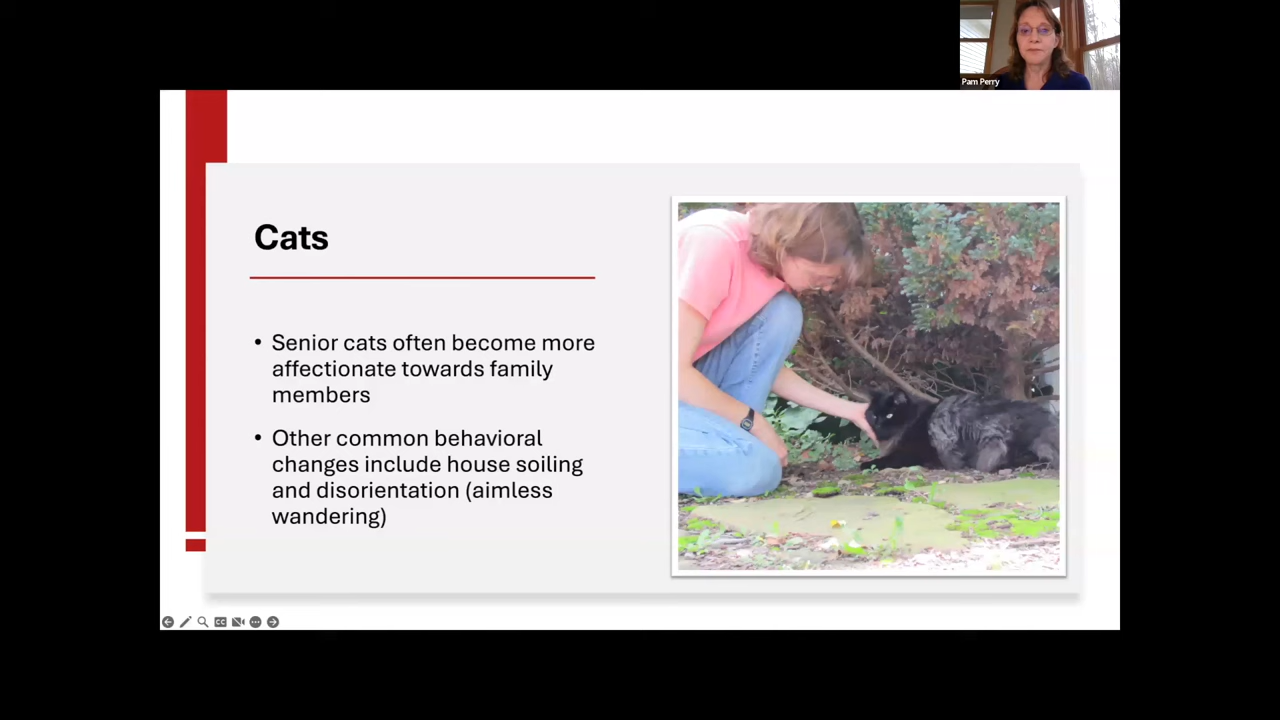 Pam Perry
Cats
• Senior cats often become more
affectionate towards family
members
• Other common behavioral
changes include house soiling
and disorientation (aimless
wandering)
CC